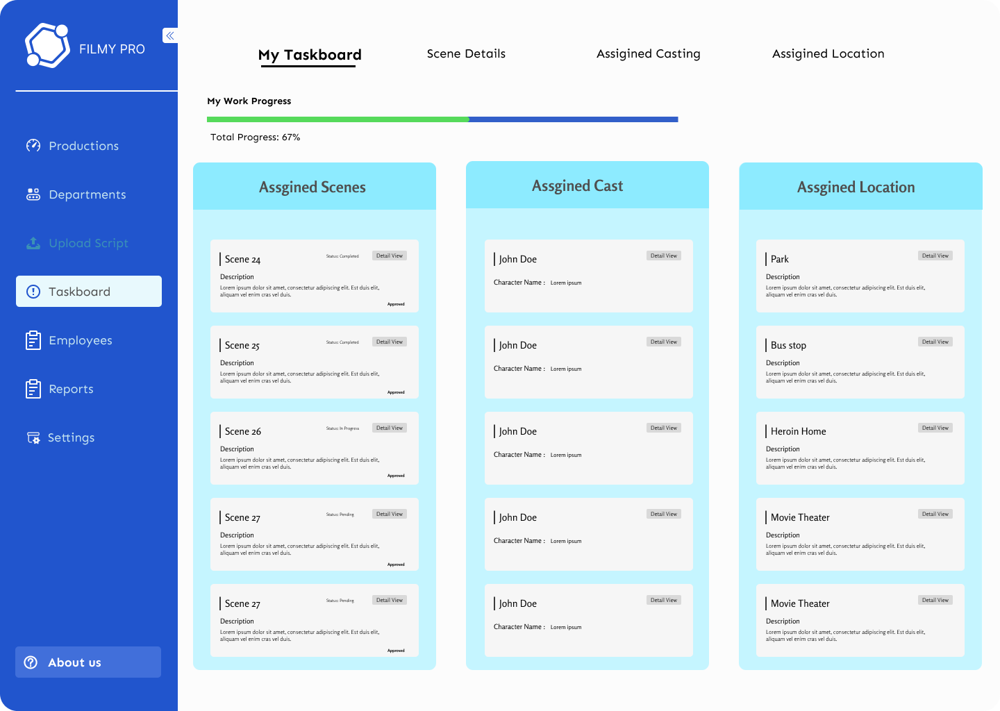 FILMY PRO
Productions
Departments
Upload Script
Taskboard
Employees
Reports
Settings
About us
My Taskboard
Scene Details
Assigined Casting
Assigined Location
My Work Progress
Total Progress: 67%
Assgined Scenes
Scene 24
Status: Completed
Detail View
Description
Lorem ipsum dolor sit amet, consectetur adipiscing elit. Est duis elit,
aliquam vel enim cras vel duis.
Approved
Scene 25
Status: Completed
Detail View
Description
Lorem ipsum dolor sit amet, consectetur adipiscing elit. Est duis elit,
aliquam vel enim cras vel duis.
Approved
Scene 26
Status: In Progress
Detail View
Description
Lorem ipsum dolor sit amet, consectetur adipiscing elit. Est duis elit,
aliquam vel enim cras vel duis.
Approved
Scene 27
Status: Pending
Detail View
Description
Lorem ipsum dolor sit amet, consectetur adipiscing elit. Est duis elit,
aliquam vel enim cras vel duis.
Approved
Scene 27
Status: Pending
Detail View
Description
Lorem ipsum dolor sit amet, consectetur adipiscing elit. Est duis elit,
aliquam vel enim cras vel duis.
Approved
Assgined Cast
John Doe
Detail View
Character Name : Lorem ipsum
John Doe
Detail View
Character Name : Lorem ipsum
John Doe
Detail View
Character Name : Lorem ipsum
John Doe
Detail View
Character Name : Lorem ipsum
John Doe
Detail View
Character Name : Lorem ipsum
Assgined Location
Park
Detail View
Description
Lorem ipsum dolor sit amet, consectetur adipiscing elit. Est duis elit,
aliquam vel enim cras vel duis.
Bus stop
Detail View
Description
Lorem ipsum dolor sit amet, consectetur adipiscing elit. Est duis elit,
aliquam vel enim cras vel duis.
Heroin Home
Detail View
Description
Lorem ipsum dolor sit amet, consectetur adipiscing elit. Est duis elit,
aliquam vel enim cras vel duis.
Movie Theater
Detail View
Description
Lorem ipsum dolor sit amet, consectetur adipiscing elit. Est duis elit,
aliquam vel enim cras vel duis.
Movie Theater
Detail View
Description
Lorem ipsum dolor sit amet, consectetur adipiscing elit. Est duis elit,
aliquam vel enim cras vel duis.